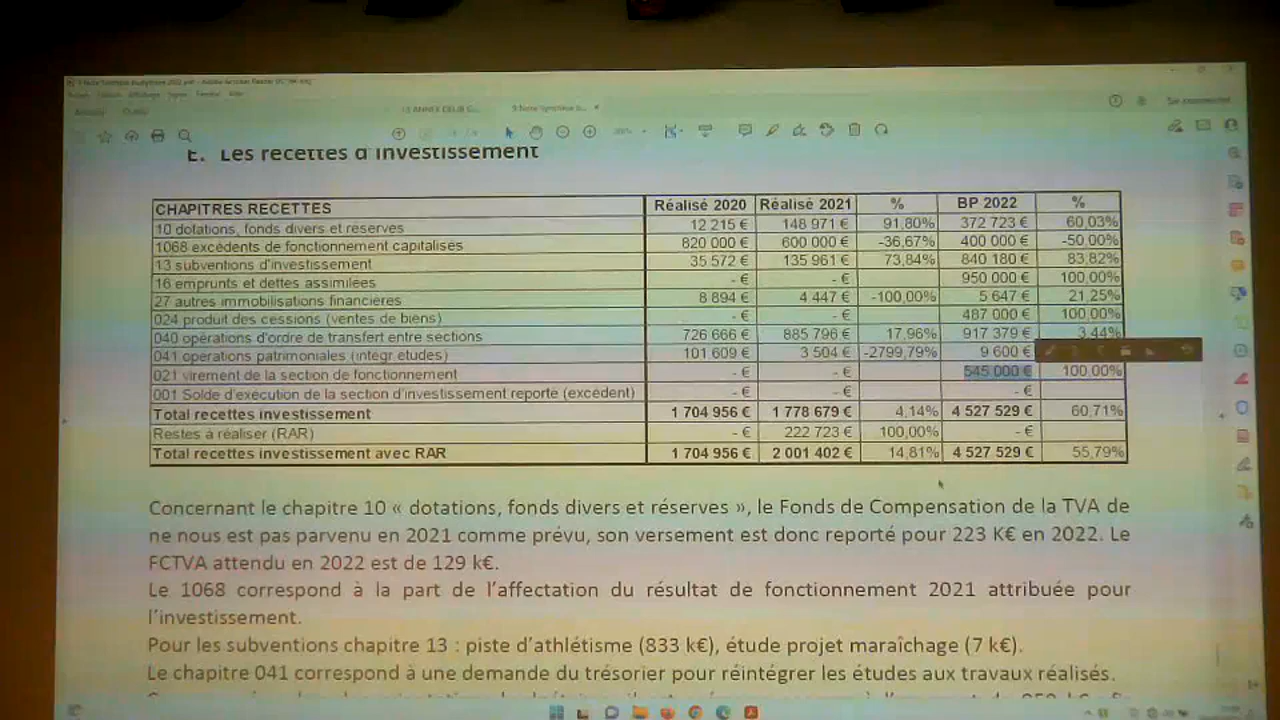 E. Les recettes d'investissement
CHAPITRES RECETTES Réalisé 2020 Réalisé 2021 % BP 2022 %
10 dotations, fonds divers et réserves 12 215 € 148 971 € 91,80% 372 723 € 60,03%
1068 excédents de fonctionnement capitalisés 820 000 € 600 000 € -36,67% 400 000 € -50,00%
13 subventions d'investissement 35 572 € 135 961 € 73,84% 840 180 € 83,82%
16 emprunts et dettes assimilées - € - € 950 000 € 100,00%
27 autres immobilisations financières 8 894 € 4 447 € -100,00% 5 647 € 21,25%
024 produit des cessions (ventes de biens) - € - € 487 000 € 100,00%
040 opérations d'ordre de transfert entre sections 726 666 € 885 796 € 17,96% 917 379 € 3,44%
041 opérations patrimoniales (intégr.études) 101 609 € 3 504 € -2799,79% 9 600 €
021 virement de la section de fonctionnement - € - € 545 000 € 100,00%
001 Solde d'exécution de la section d'investissement reporté (excédent) - € - € - €
Total recettes investissement 1 704 956 € 1 778 679 € 4,14% 4 527 529 € 60,71%
Restes à réaliser (RAR) - € 222 723 € 100,00% - €
Total recettes investissement avec RAR 1 704 956 € 2 001 402 € 14,81% 4 527 529 € 55,79%
Concernant le chapitre 10 « dotations, fonds divers et réserves », le Fonds de Compensation de la TVA de
ne nous est pas parvenu en 2021 comme prévu, son versement est donc reporté pour 223 K€ en 2022. Le
FCTVA attendu en 2022 est de 129 k€.
Le 1068 correspond à la part de l'affectation du résultat de fonctionnement 2021 attribuée pour
l'investissement.
Pour les subventions chapitre 13 : piste d'athlétisme (833 k€), étude projet maraîchage (7 k€).
Le chapitre 041 correspond à une demande du trésorier pour réintégrer les études aux travaux réalisés.